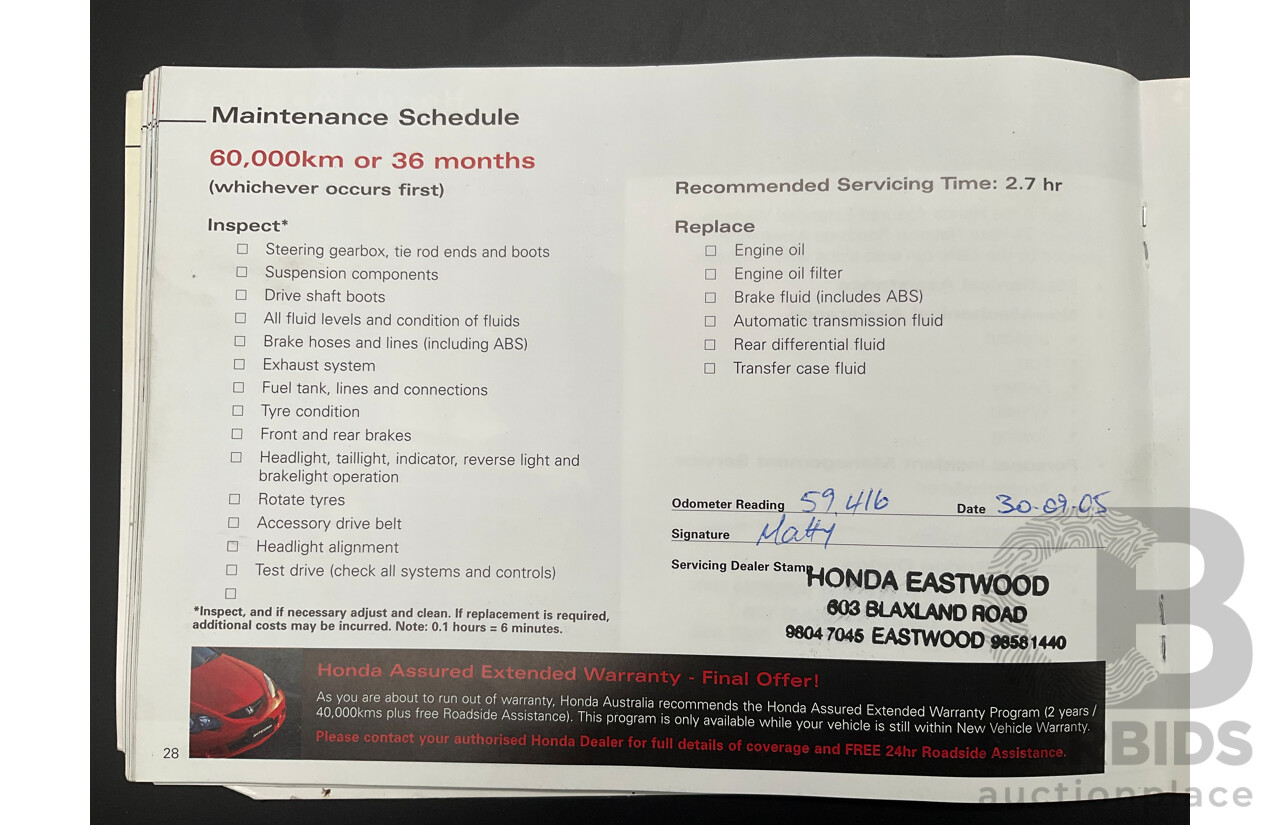 Maintenance Schedule
60,000km or 36 months
(whichever occurs first)
Inspect*
Steering gearbox, tie rod ends and boots
Suspension components
Drive shaft boots
All fluid levels and condition of fluids
Brake hoses and lines (including ABS)
Exhaust system
Fuel tank, lines and connections
Tyre condition
Front and rear brakes
Headlight, taillight, indicator, reverse light and
brakelight operation
Rotate tyres
Accessory drive belt
Headlight alignment
Test drive (check all systems and controls)
*Inspect, and if necessary adjust and clean. If replacement is required,
additional costs may be incurred. Note: 0.1 hours = 6 minutes.
Recommended Servicing Time: 2.7 hr
Replace
Engine oil
Engine oil filter
Brake fluid (includes ABS)
Automatic transmission fluid
Rear differential fluid
Transfer case fluid
Odometer Reading 59,416 Date 30-09-05
Signature Matty
Servicing Dealer Stamp
HONDA EASTWOOD
603 BLAXLAND ROAD
9804 7045 EASTWOOD 98581440
Honda Assured Extended Warranty - Final Offer!
As you are about to run out of warranty, Honda Australia recommends the Honda Assured Extended Warranty Program (2 years /
40,000kms plus free Roadside Assistance). This program is only available while your vehicle is still within New Vehicle Warranty.
Please contact your authorised Honda Dealer for full details of coverage and FREE 24hr Roadside Assistance.
28
RBIDS
auctionplace